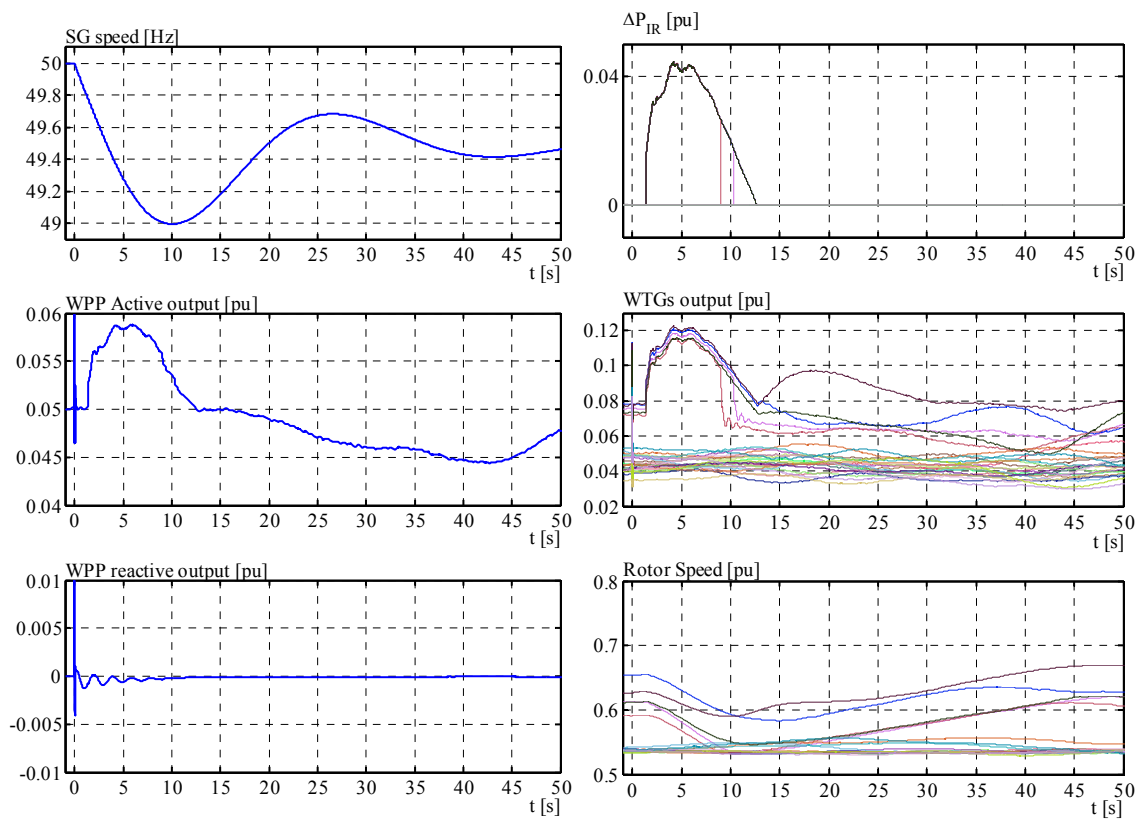 SG speed [Hz]
50
49.8
49.6
49.4
49.2
49
0 5 10 15 20 25 30 35 40 45 50
t [s]
ΔP_IR [pu]
0.04
0
0 5 10 15 20 25 30 35 40 45 50
t [s]
WPP Active output [pu]
0.06
0.055
0.05
0.045
0.04
0 5 10 15 20 25 30 35 40 45 50
t [s]
WTGs output [pu]
0.12
0.10
0.08
0.06
0.04
0.02
0 5 10 15 20 25 30 35 40 45 50
t [s]
WPP reactive output [pu]
0.01
0.005
0
-0.005
-0.01
0 5 10 15 20 25 30 35 40 45 50
t [s]
Rotor Speed [pu]
0.8
0.7
0.6
0.5
0 5 10 15 20 25 30 35 40 45 50
t [s]